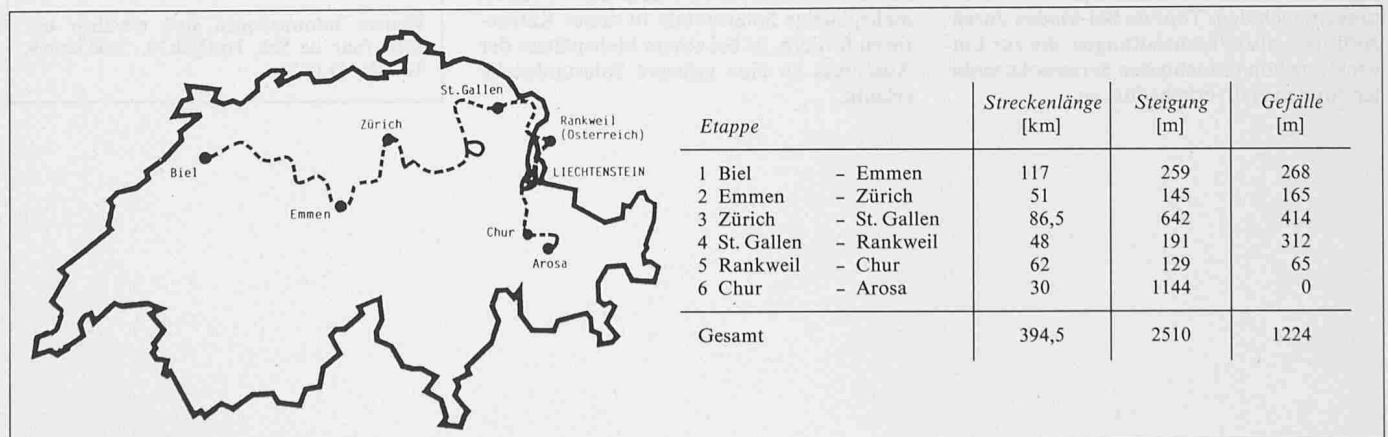 St.Gallen
Zürich
Rankweil
(Österreich)
Biel
LIECHTENSTEIN
Emmen
Chur
Arosa
Etappe Streckenlänge [km] Steigung [m] Gefälle [m]
1 Biel – Emmen 117 259 268
2 Emmen – Zürich 51 145 165
3 Zürich – St. Gallen 86,5 642 414
4 St. Gallen – Rankweil 48 191 312
5 Rankweil – Chur 62 129 65
6 Chur – Arosa 30 1144 0
Gesamt 394,5 2510 1224